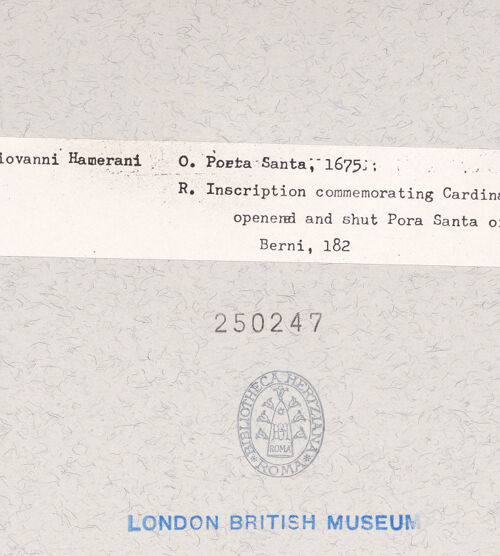 iovanni Hamerani O. Porta Santa, 1675.
R. Inscription commemorating Cardina
openend and shut Pora Santa o
Berni, 182
250247
BIBLIOTHECA HERTZIANA
ROMA
ROMA
LONDON BRITISH MUSEUM